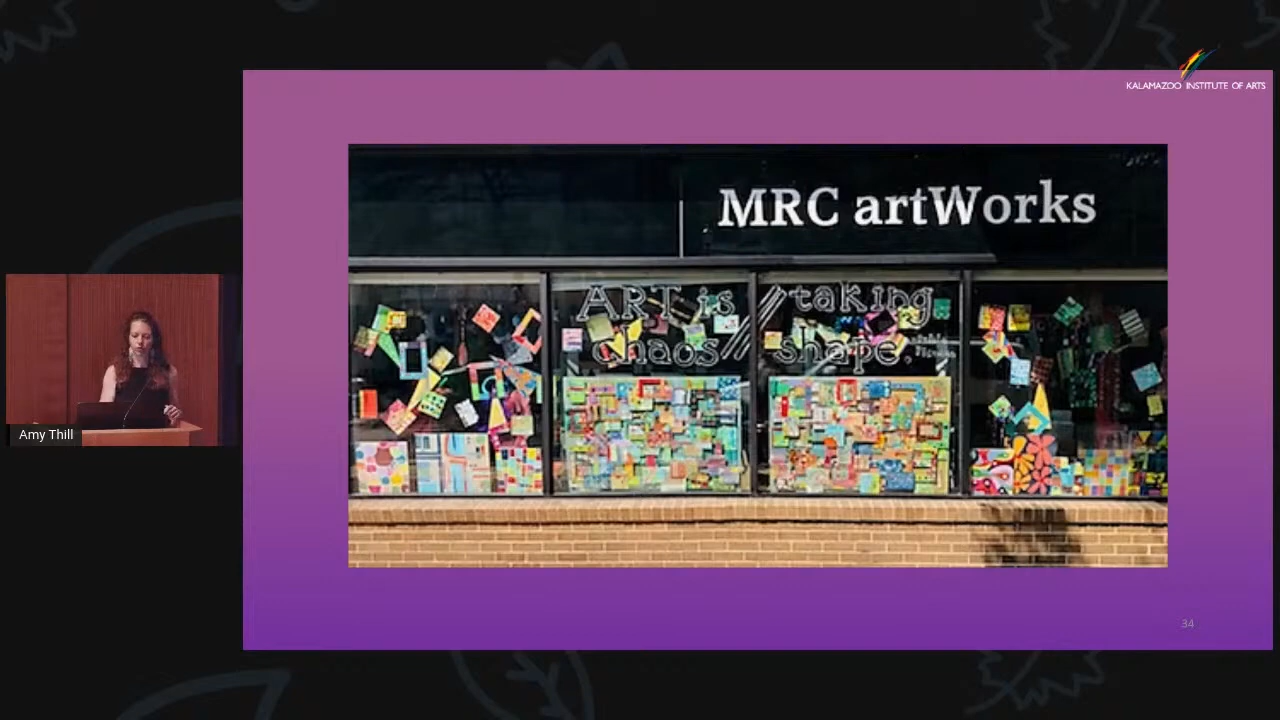 KALAMAZOO INSTITUTE OF ARTS
MRC artWorks
ART is taking
chaos shape.
Amy Thill
34